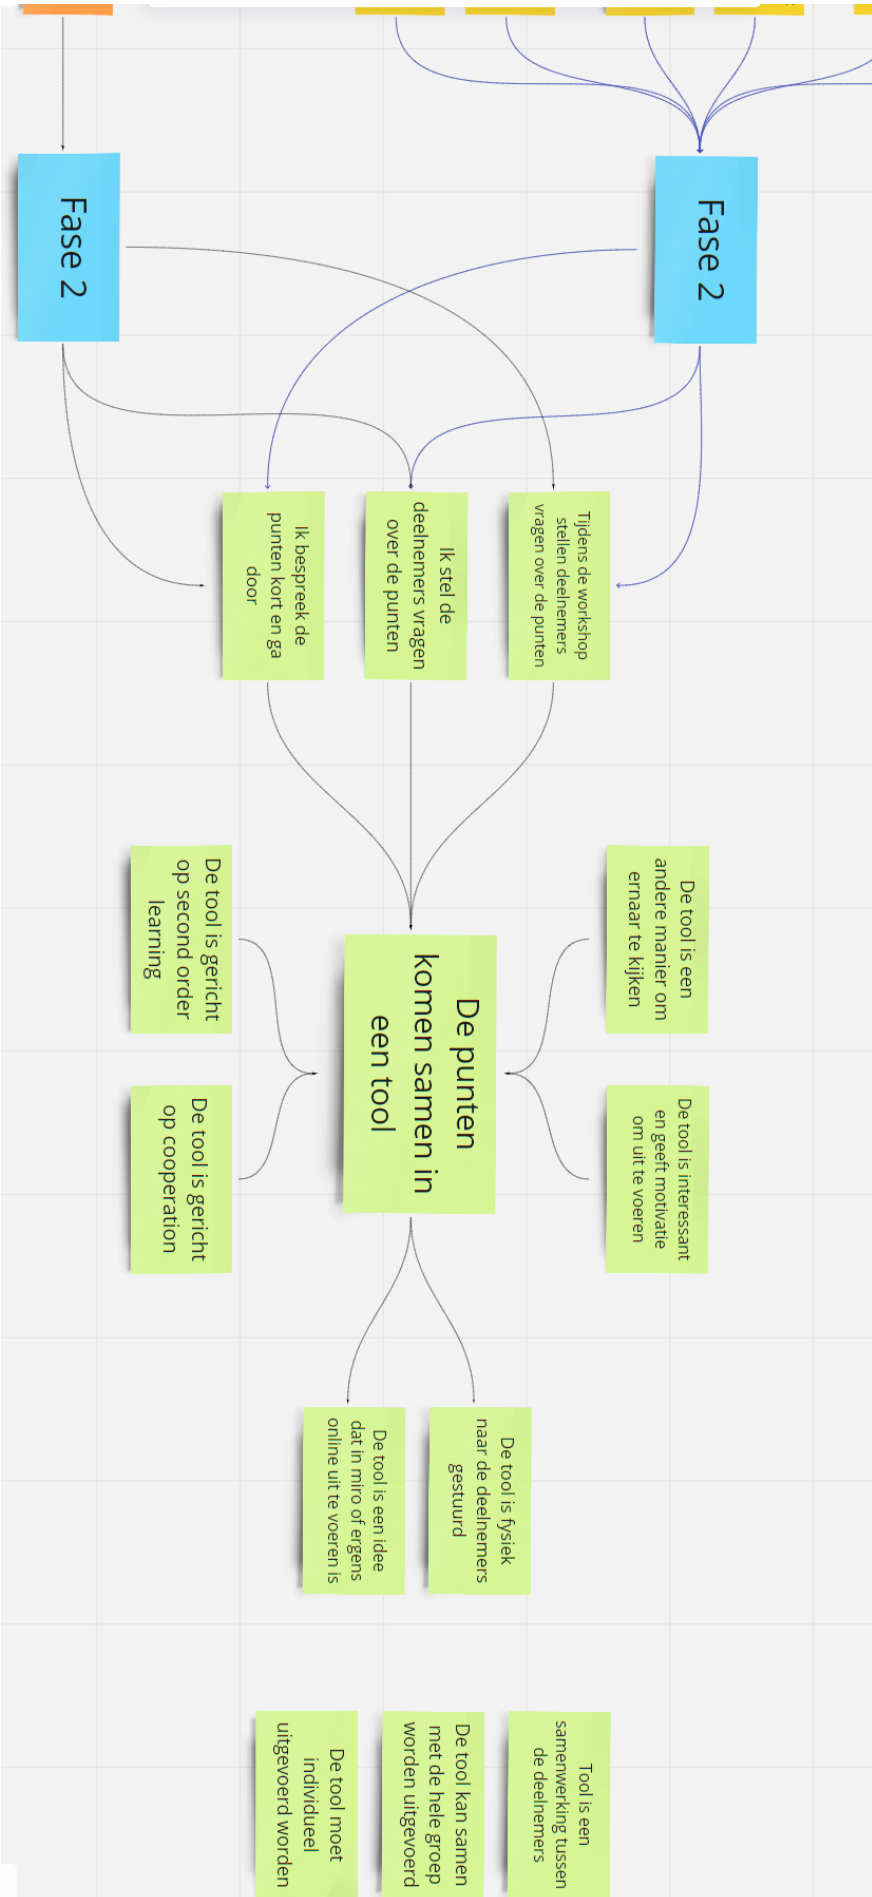 Fase 2
Fase 2
Tijdens de workshop
stellen deelnemers
vragen over de punten
Ik stel de
deelnemers vragen
over de punten
Ik bespreek de
punten kort en ga
door
De tool is een
andere manier om
ernaar te kijken
De tool is interessant
en geeft motivatie
om uit te voeren
De punten
komen samen in
een tool
De tool is gericht
op second order
learning
De tool is gericht
op cooperation
De tool is fysiek
naar de deelnemers
gestuurd
De tool is een idee
dat in miro of ergens
online uit te voeren is
Tool is een
samenwerking tussen
de deelnemers
De tool kan samen
met de hele groep
worden uitgevoerd
De tool moet
individueel
uitgevoerd worden